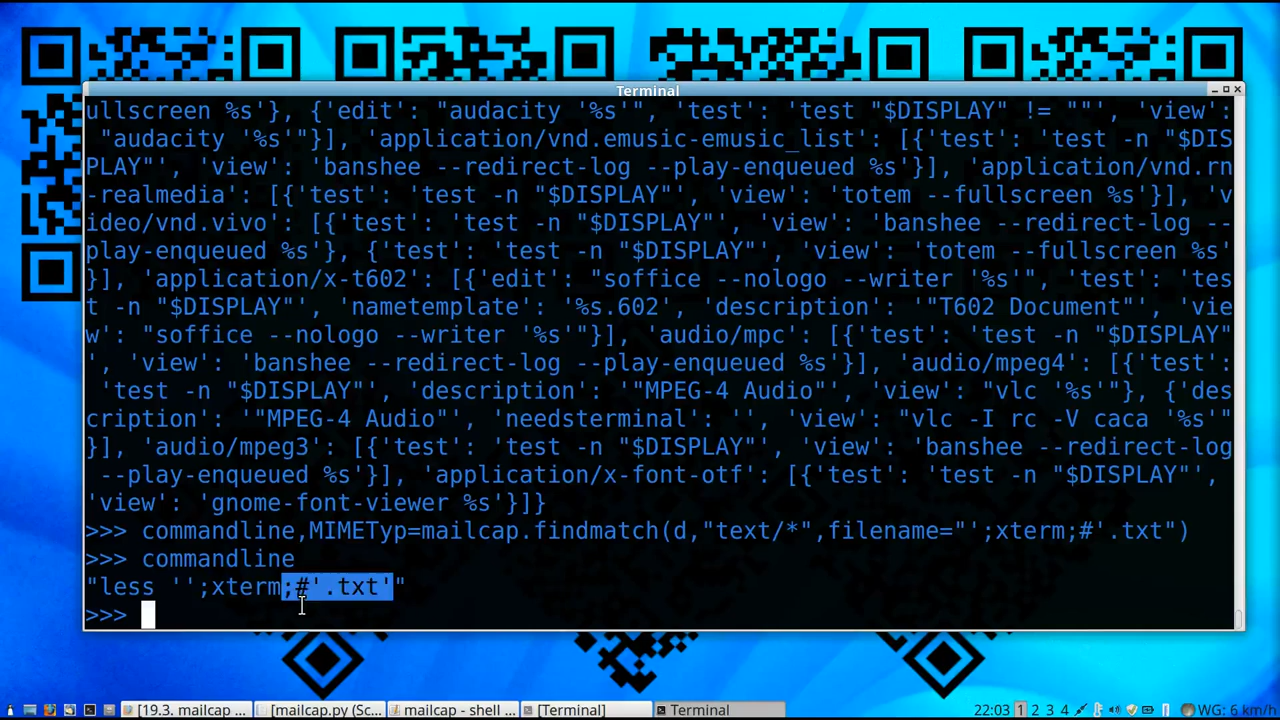 Terminal
ullscreen %s'}, {'edit': "audacity '%s'", 'test': 'test "$DISPLAY" != ""', 'view':
"audacity '%s'"}], 'application/vnd.emusic-emusic_list': [{'test': 'test -n "$DIS
PLAY"', 'view': 'banshee --redirect-log --play-enqueued %s'}], 'application/vnd.rn
-realmedia': [{'test': 'test -n "$DISPLAY"', 'view': 'totem --fullscreen %s'}], 'v
ideo/vnd.vivo': [{'test': 'test -n "$DISPLAY"', 'view': 'banshee --redirect-log --
play-enqueued %s'}, {'test': 'test -n "$DISPLAY"', 'view': 'totem --fullscreen %s'
}], 'application/x-t602': [{'edit': "soffice --nologo --writer '%s'", 'test': 'tes
t -n "$DISPLAY"', 'nametemplate': '%s.602', 'description': '"T602 Document"', 'vie
w': "soffice --nologo --writer '%s'"}], 'audio/mpc': [{'test': 'test -n "$DISPLAY"
', 'view': 'banshee --redirect-log --play-enqueued %s'}], 'audio/mpeg4': [{'test':
'test -n "$DISPLAY"', 'description': '"MPEG-4 Audio"', 'view': "vlc '%s'"}, {'des
cription': '"MPEG-4 Audio"', 'needsterminal': '', 'view': "vlc -I rc -V caca '%s'"
}], 'audio/mpeg3': [{'test': 'test -n "$DISPLAY"', 'view': 'banshee --redirect-log
--play-enqueued %s'}], 'application/x-font-otf': [{'test': 'test -n "$DISPLAY"',
'view': 'gnome-font-viewer %s'}]}
>>> commandline,MIMETyp=mailcap.findmatch(d,"text/*",filename="';xterm;#'.txt")
>>> commandline
"less '';xterm;#'.txt'"
>>>
[19.3. mailcap ... [mailcap.py (Sc... mailcap - shell ... [Terminal] Terminal 22:03 1 2 3 4 WG: 6 km/h